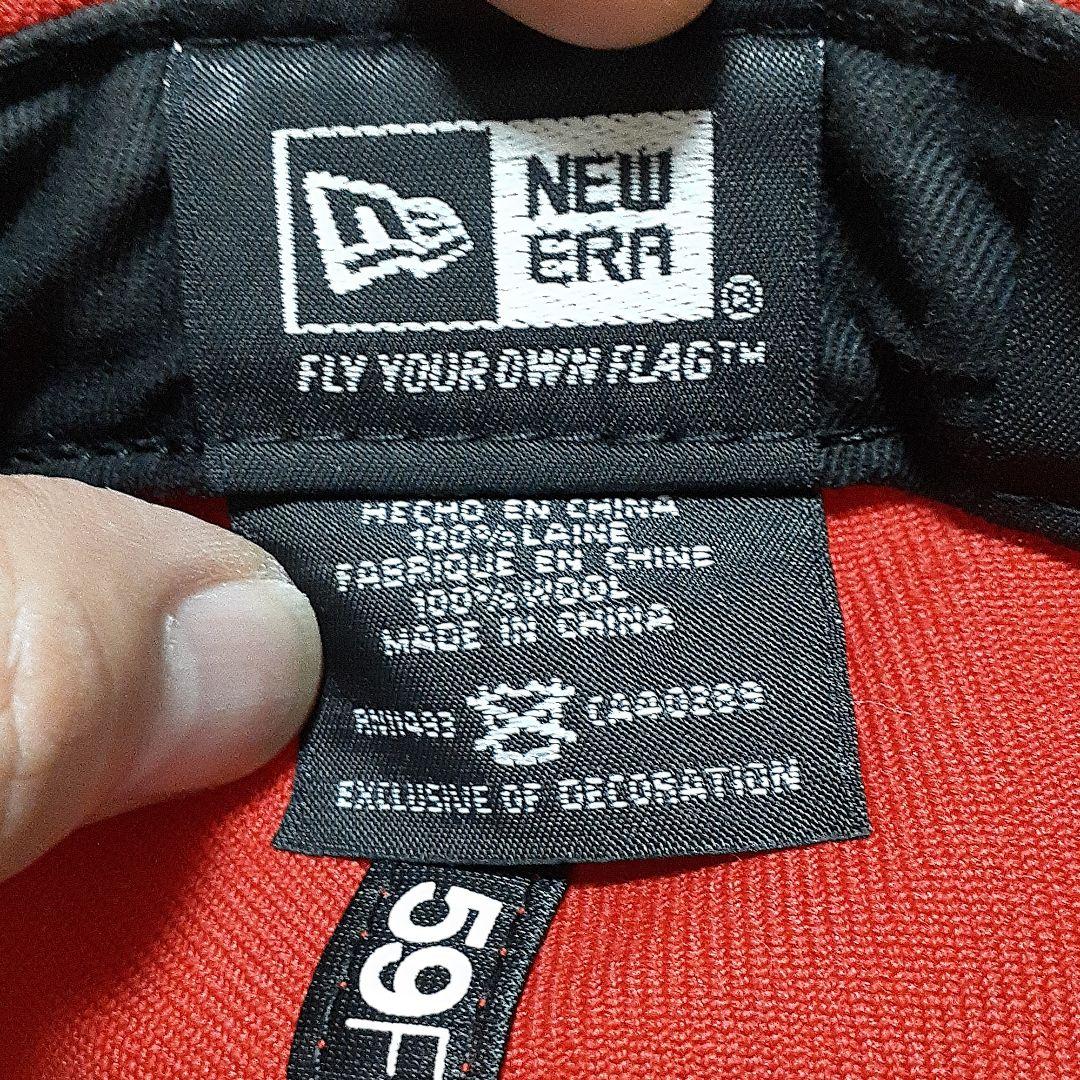 NEW
ERA
®
FLY YOUR OWN FLAG™
HECHO EN CHINA
100% LAINE
FABRIQUE EN CHINE
100% WOOL
MADE IN CHINA
RN11493 CA90288
EXCLUSIVE OF DECORATION
59F